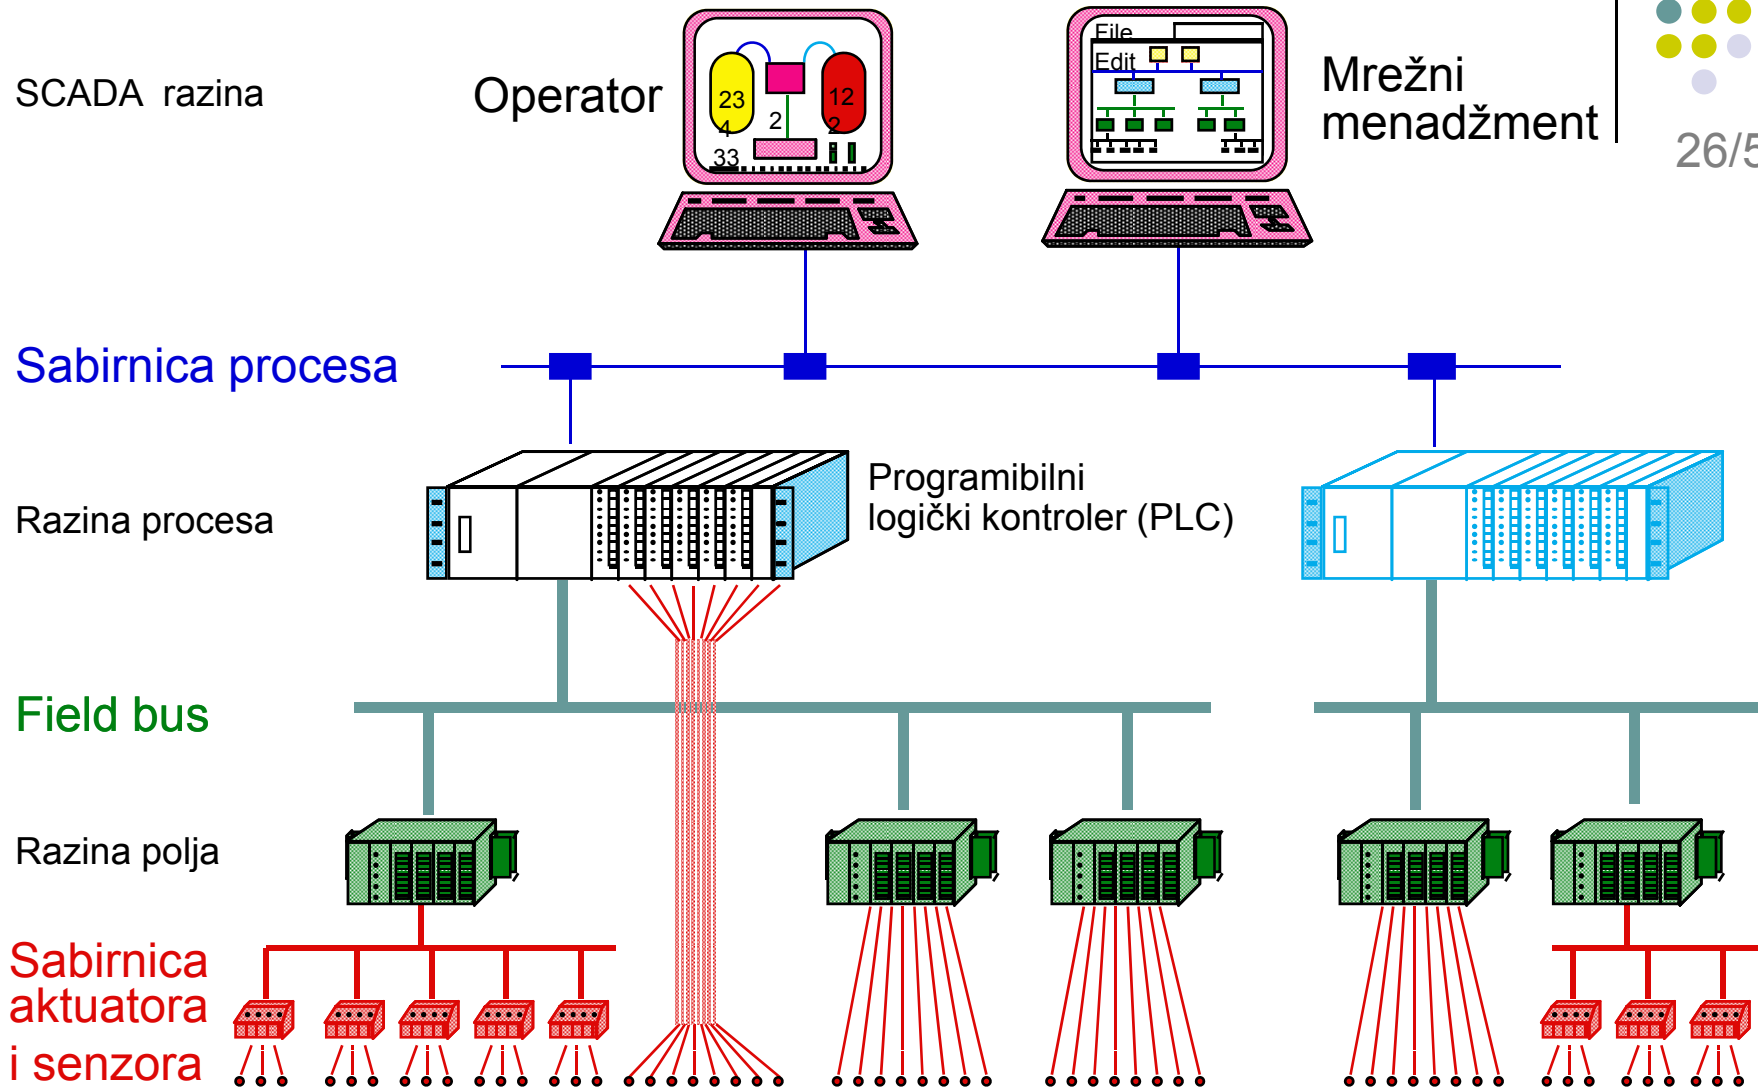 SCADA razina
Operator
23
4
33
2
12
2
File
Edit
Mrežni
menadžment
26/5
Sabirnica procesa
Razina procesa
Programibilni
logički kontroler (PLC)
Field bus
Razina polja
Sabirnica
aktuatora
i senzora